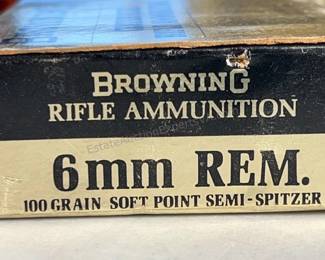 BROWNING
RIFLE AMMUNITION
6mm REM.
100 GRAIN SOFT POINT SEMI-SPITZER